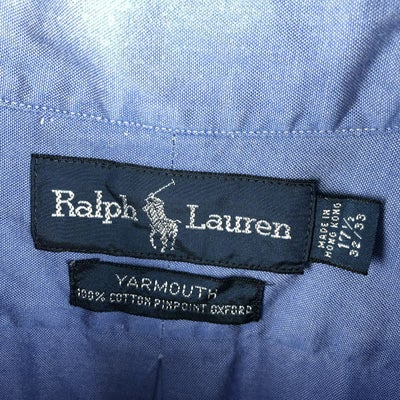 Ralph Lauren
MADE IN
HONG KONG
17½
32/33
YARMOUTH
100% COTTON PINPOINT OXFORD